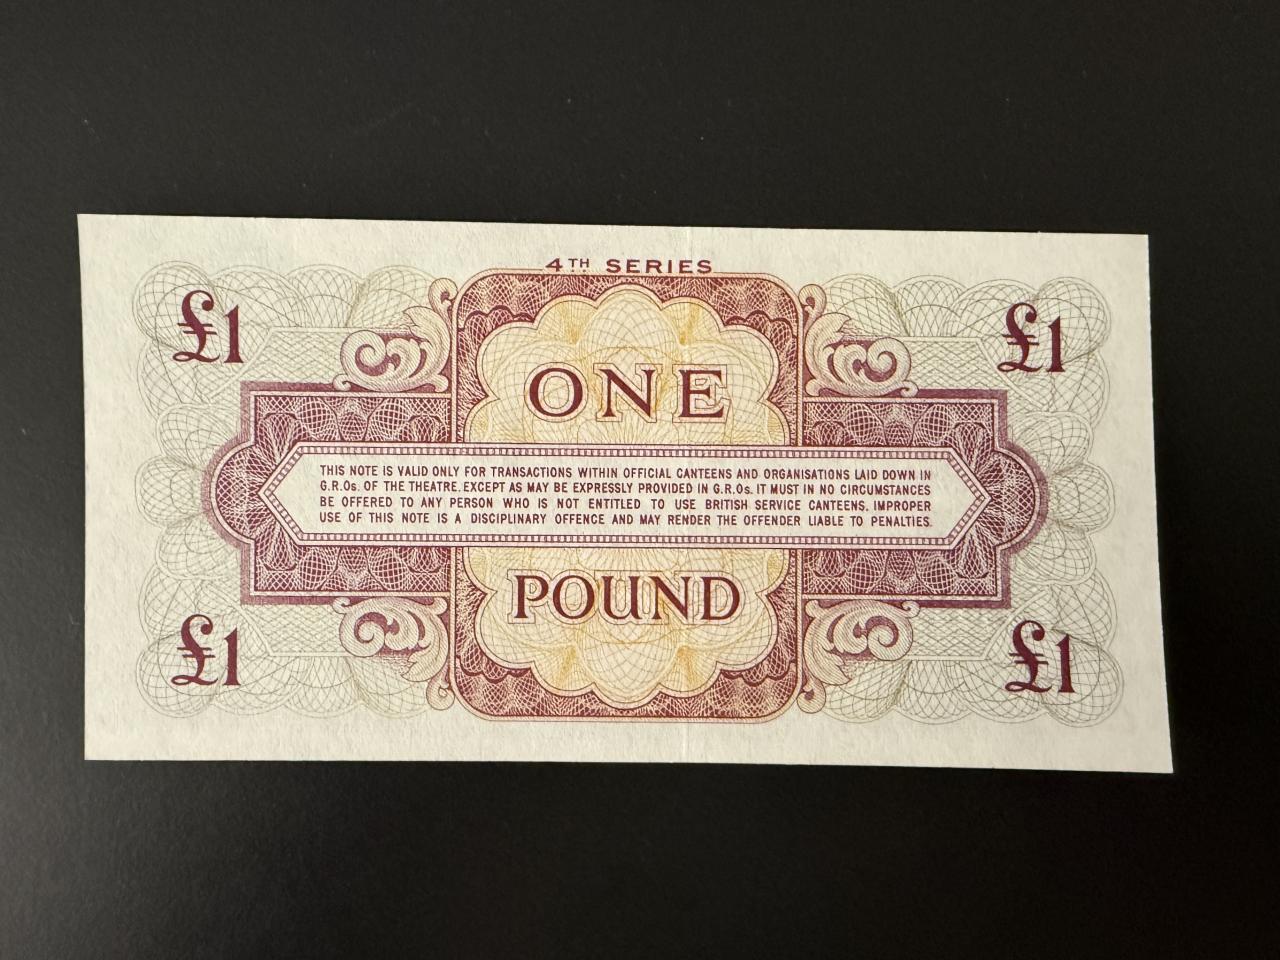 4TH SERIES
£1 £1
ONE
THIS NOTE IS VALID ONLY FOR TRANSACTIONS WITHIN OFFICIAL CANTEENS AND ORGANISATIONS LAID DOWN IN
G.R.Os. OF THE THEATRE. EXCEPT AS MAY BE EXPRESSLY PROVIDED IN G.R.Os. IT MUST IN NO CIRCUMSTANCES
BE OFFERED TO ANY PERSON WHO IS NOT ENTITLED TO USE BRITISH SERVICE CANTEENS. IMPROPER
USE OF THIS NOTE IS A DISCIPLINARY OFFENCE AND MAY RENDER THE OFFENDER LIABLE TO PENALTIES.
POUND
£1 £1